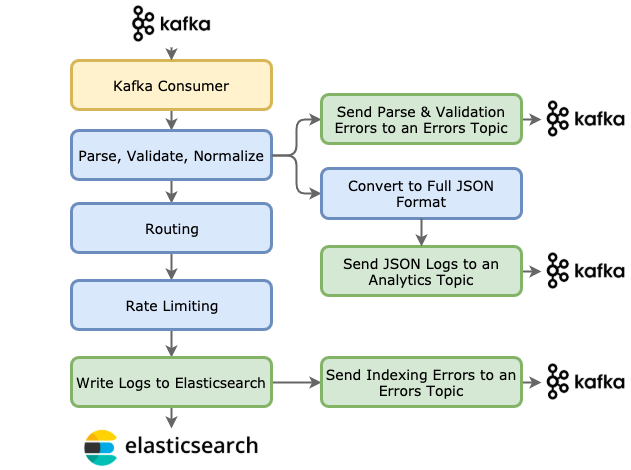 kafka
Kafka Consumer
Send Parse & Validation
Errors to an Errors Topic
kafka
Parse, Validate, Normalize
Convert to Full JSON
Format
Routing
Send JSON Logs to an
Analytics Topic
kafka
Rate Limiting
Write Logs to Elasticsearch
Send Indexing Errors to an
Errors Topic
kafka
elasticsearch